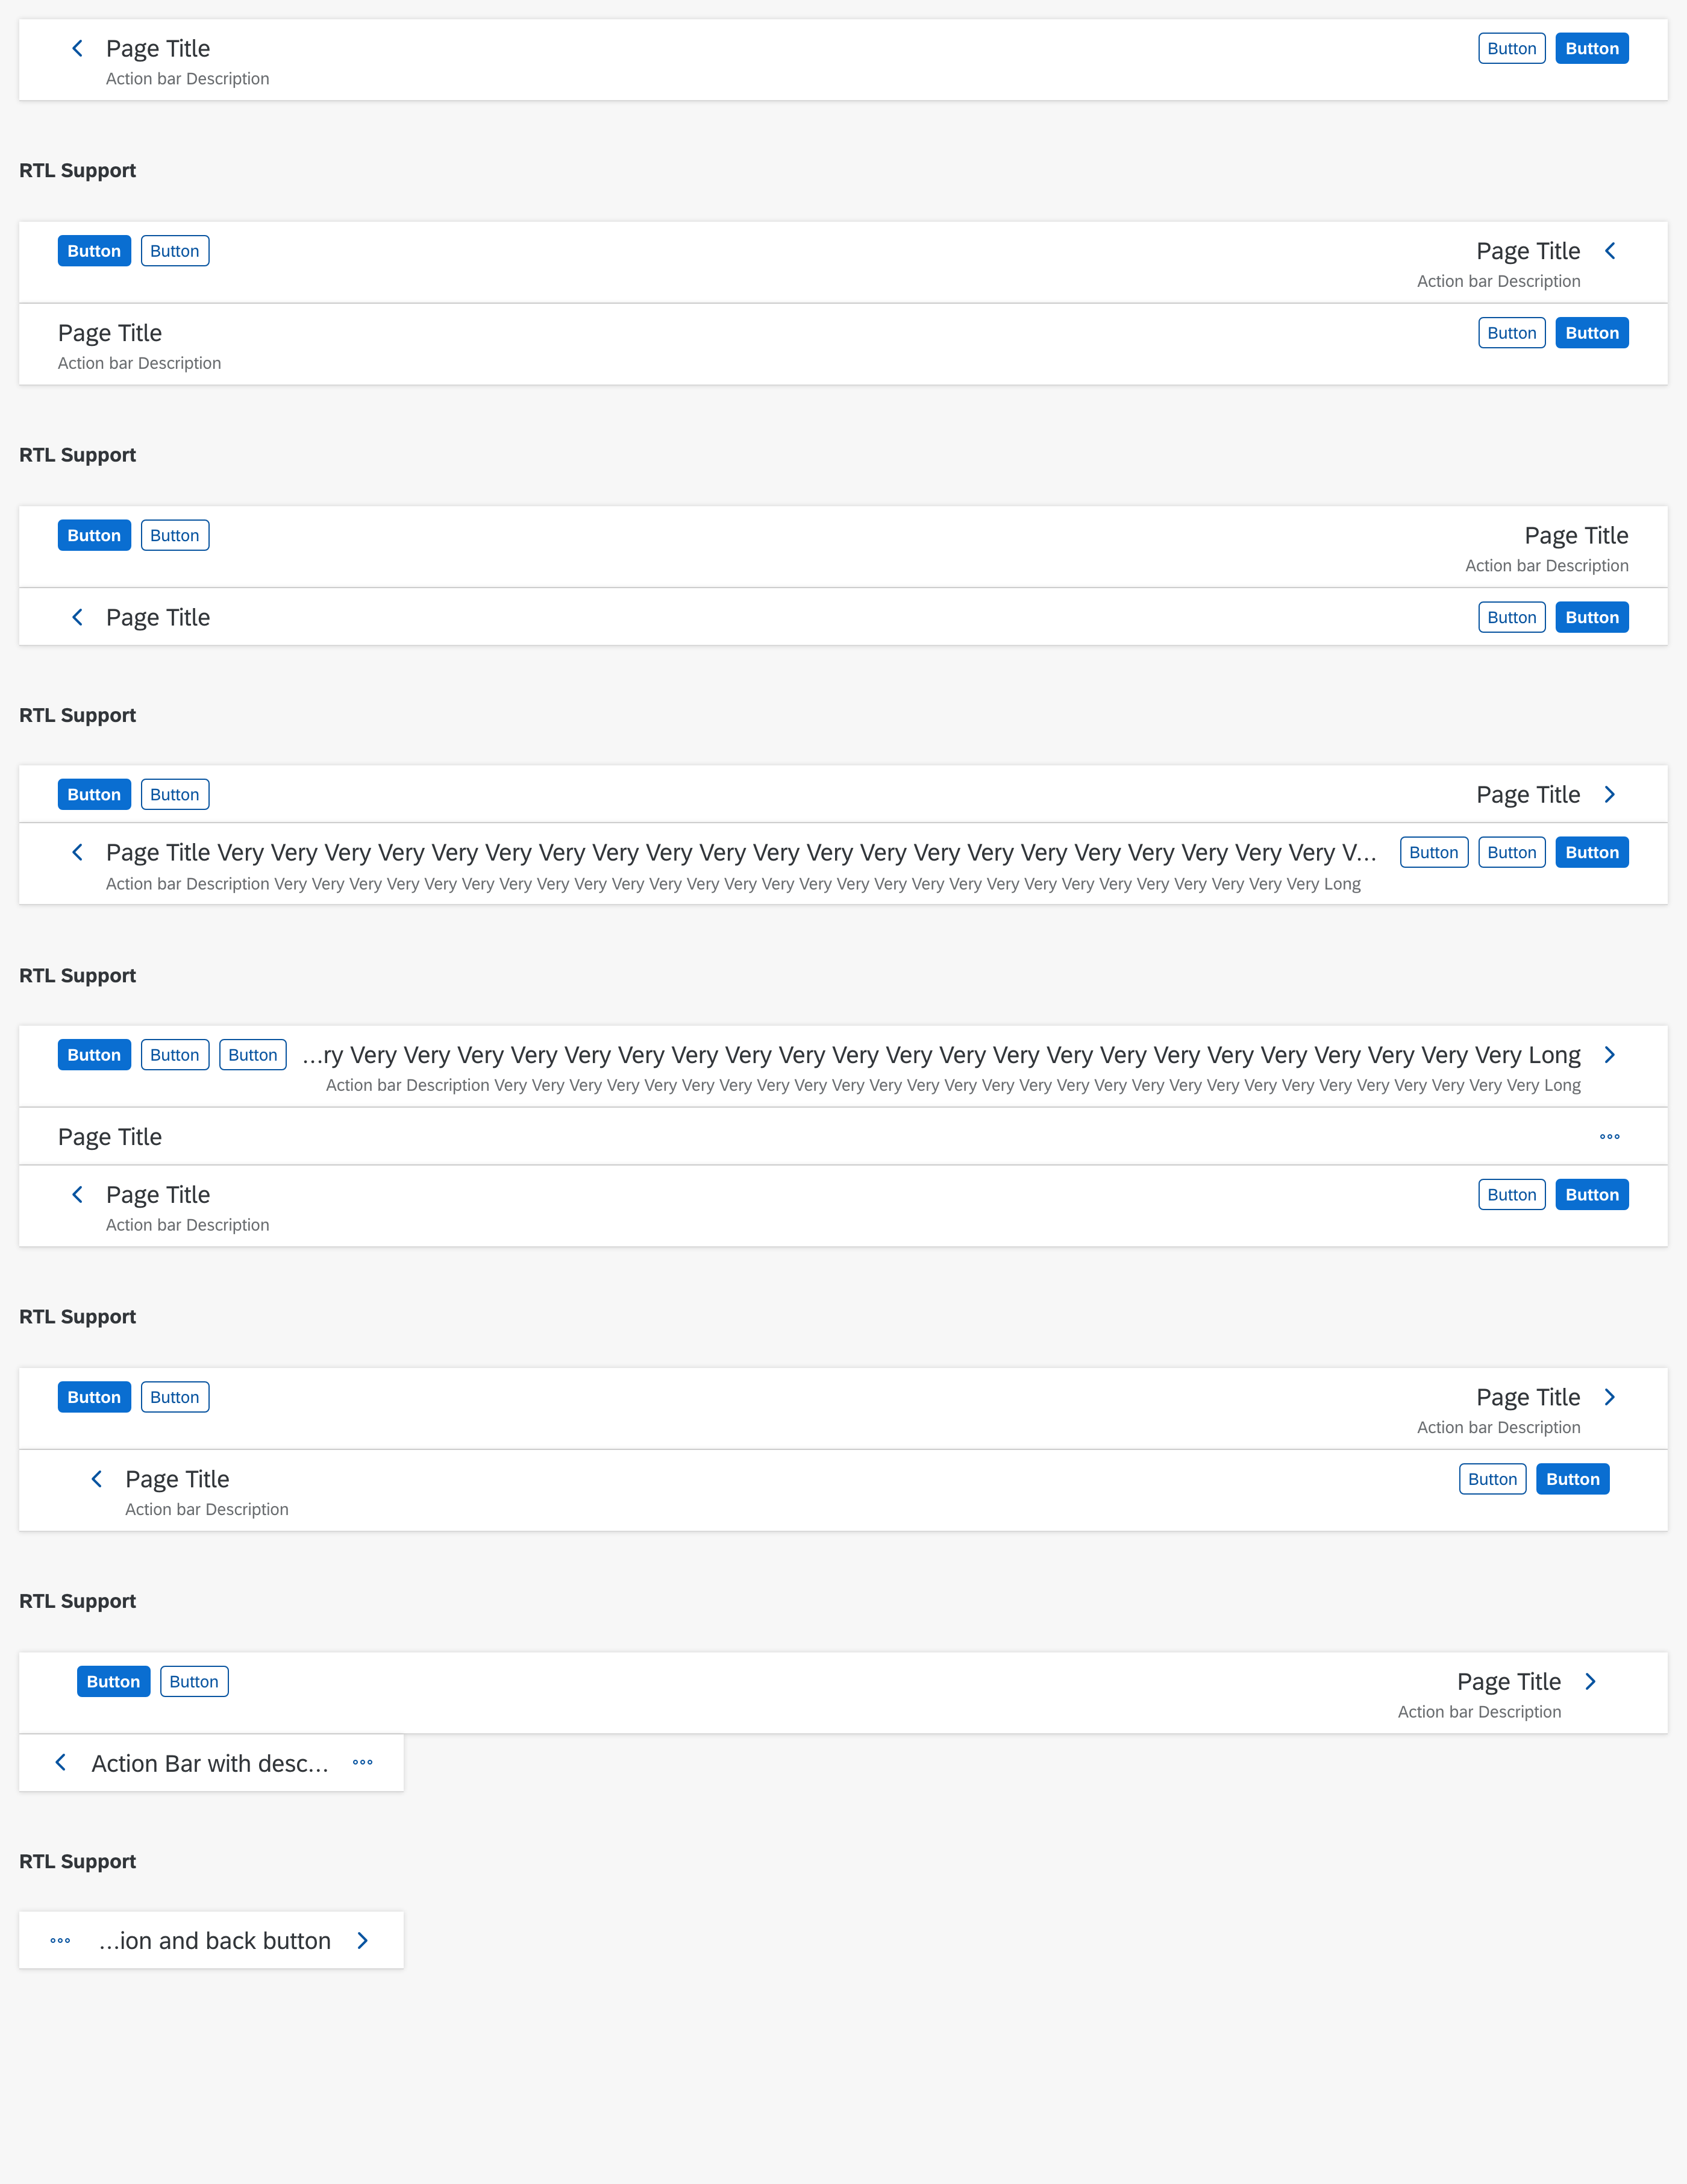 Page Title
Button
Button
Action bar Description
RTL Support
Button
Button
Page Title
Action bar Description
Page Title
Button
Button
Action bar Description
RTL Support
Button
Button
Page Title
Action bar Description
Page Title
Button
Button
RTL Support
Button
Button
Page Title
Page Title Very Very Very Very Very Very Very Very Very Very Very Very Very Very Very Very Very Very Very Very Very V...
Button
Button
Button
Action bar Description Very Very Very Very Very Very Very Very Very Very Very Very Very Very Very Very Very Very Very Very Very Very Very Very Very Very Very Very Long
RTL Support
Button
Button
Button
...ry Very Very Very Very Very Very Very Very Very Very Very Very Very Very Very Very Very Very Very Very Very Very Long
Action bar Description Very Very Very Very Very Very Very Very Very Very Very Very Very Very Very Very Very Very Very Very Very Very Very Very Very Very Very Very Long
Page Title
Page Title
Button
Button
Action bar Description
RTL Support
Button
Button
Page Title
Action bar Description
Page Title
Button
Button
Action bar Description
RTL Support
Button
Button
Page Title
Action bar Description
Action Bar with desc...
RTL Support
...ion and back button